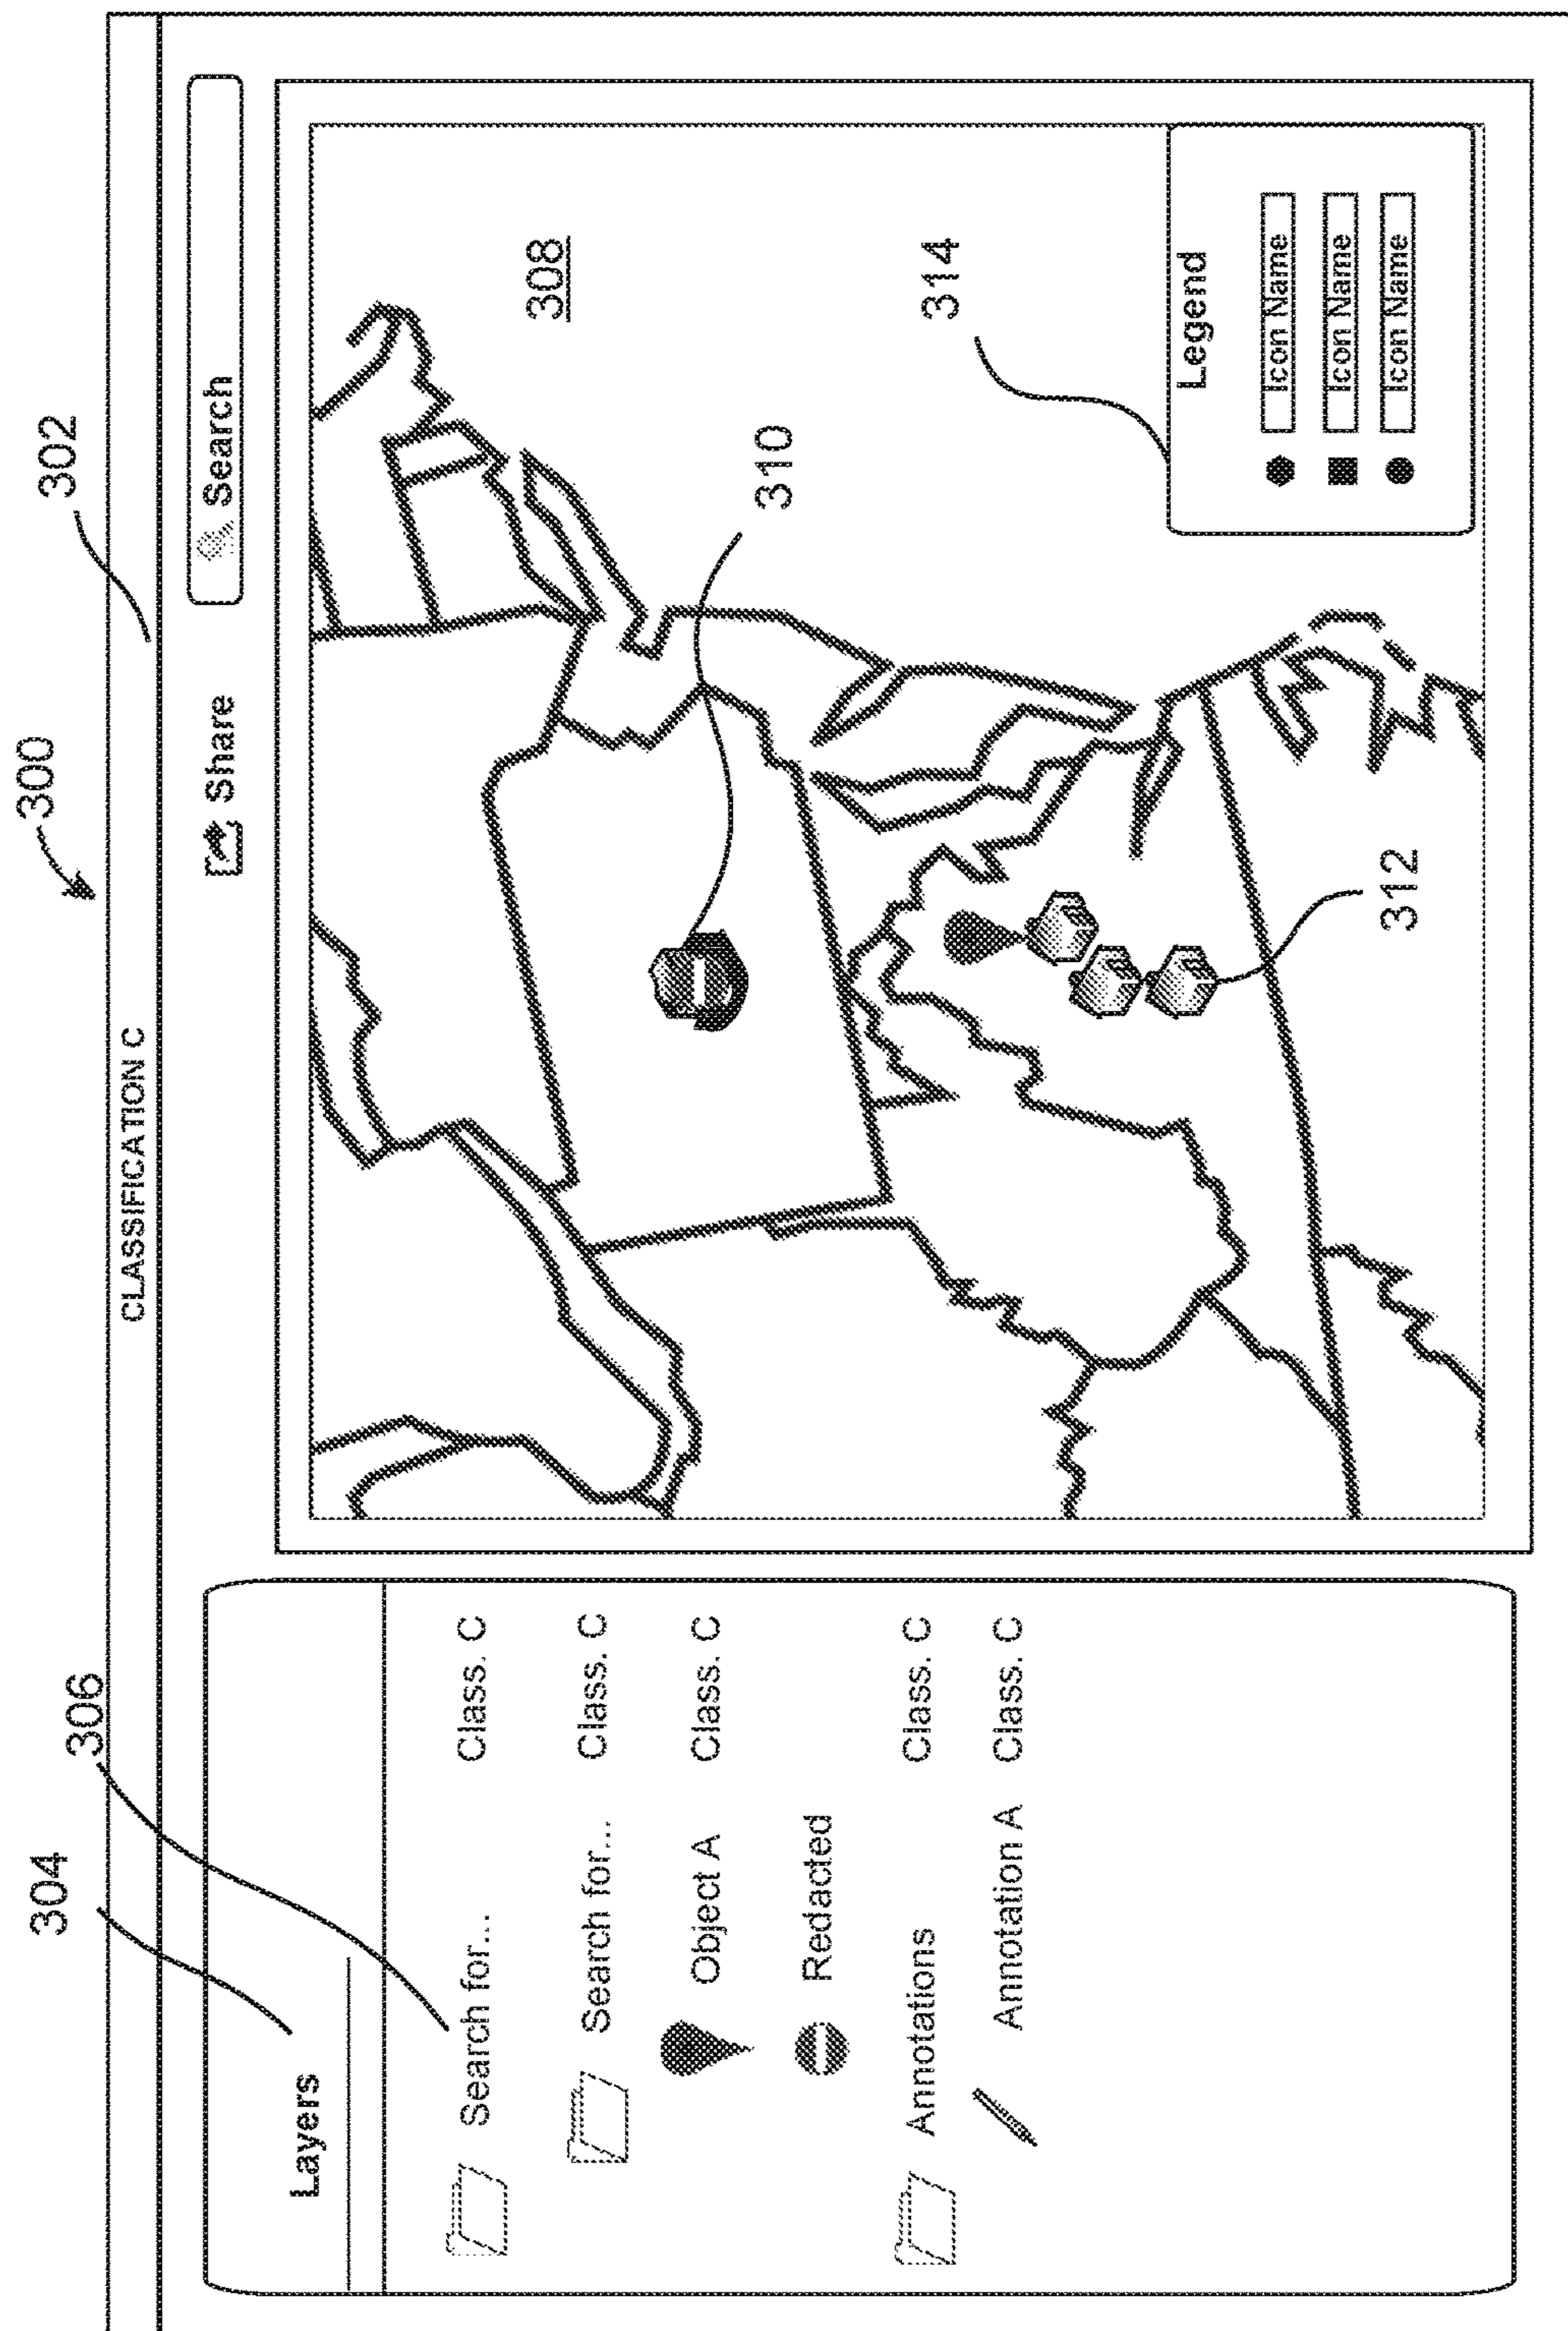 300
302
CLASSIFICATION C
304
306
Share
Search
Layers
Search for... Class. C
Search for... Class. C
Object A Class. C
Redacted
Annotations Class. C
Annotation A Class. C
308
310
312
314
Legend
Icon Name
Icon Name
Icon Name